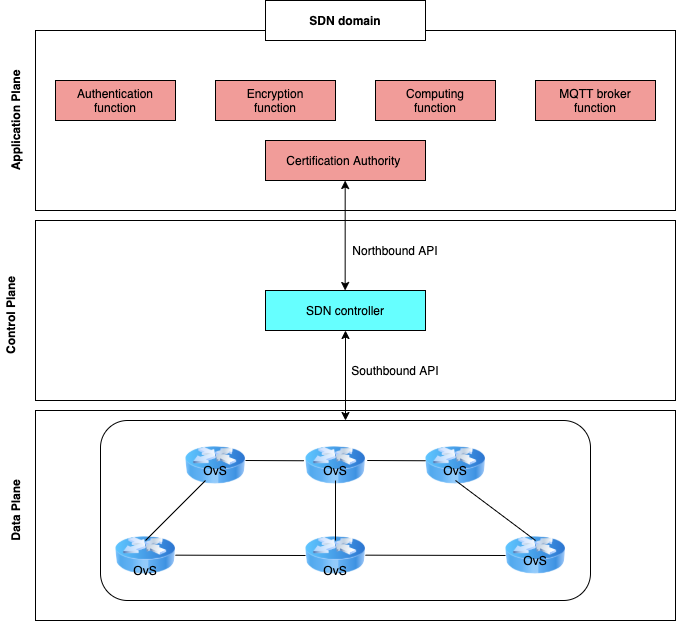 SDN domain
Application Plane
Authentication
function
Encryption
function
Computing
function
MQTT broker
function
Certification Authority
Northbound API
Control Plane
SDN controller
Southbound API
Data Plane
OvS
OvS
OvS
OvS
OvS
OvS